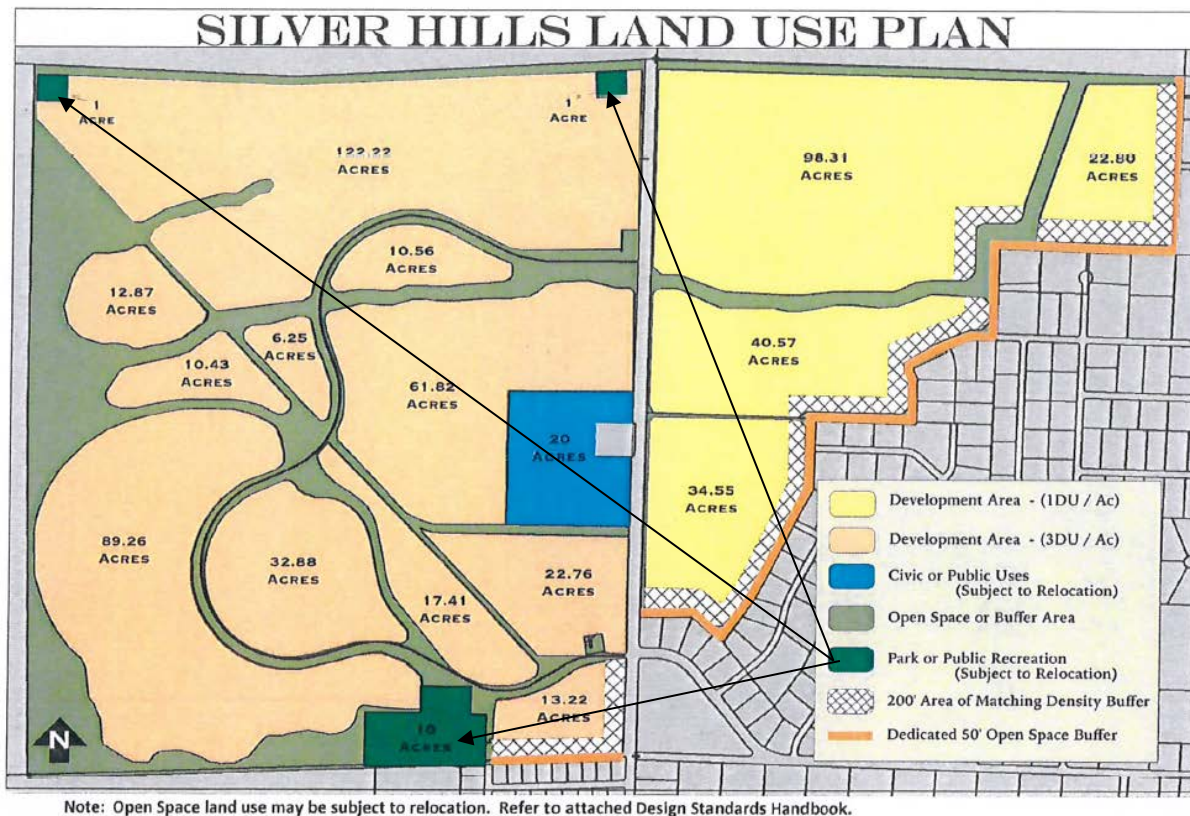 SILVER HILLS LAND USE PLAN
1
ACRE
1
ACRE
122.22
ACRES
98.31
ACRES
22.80
ACRES
10.56
ACRES
12.87
ACRES
6.25
ACRES
10.43
ACRES
40.57
ACRES
61.82
ACRES
20
ACRES
34.55
ACRES
89.26
ACRES
32.88
ACRES
22.76
ACRES
17.41
ACRES
13.22
ACRES
10
ACRES
N
Development Area - (1DU / Ac)
Development Area - (3DU / Ac)
Civic or Public Uses
(Subject to Relocation)
Open Space or Buffer Area
Park or Public Recreation
(Subject to Relocation)
200' Area of Matching Density Buffer
Dedicated 50' Open Space Buffer
Note: Open Space land use may be subject to relocation. Refer to attached Design Standards Handbook.